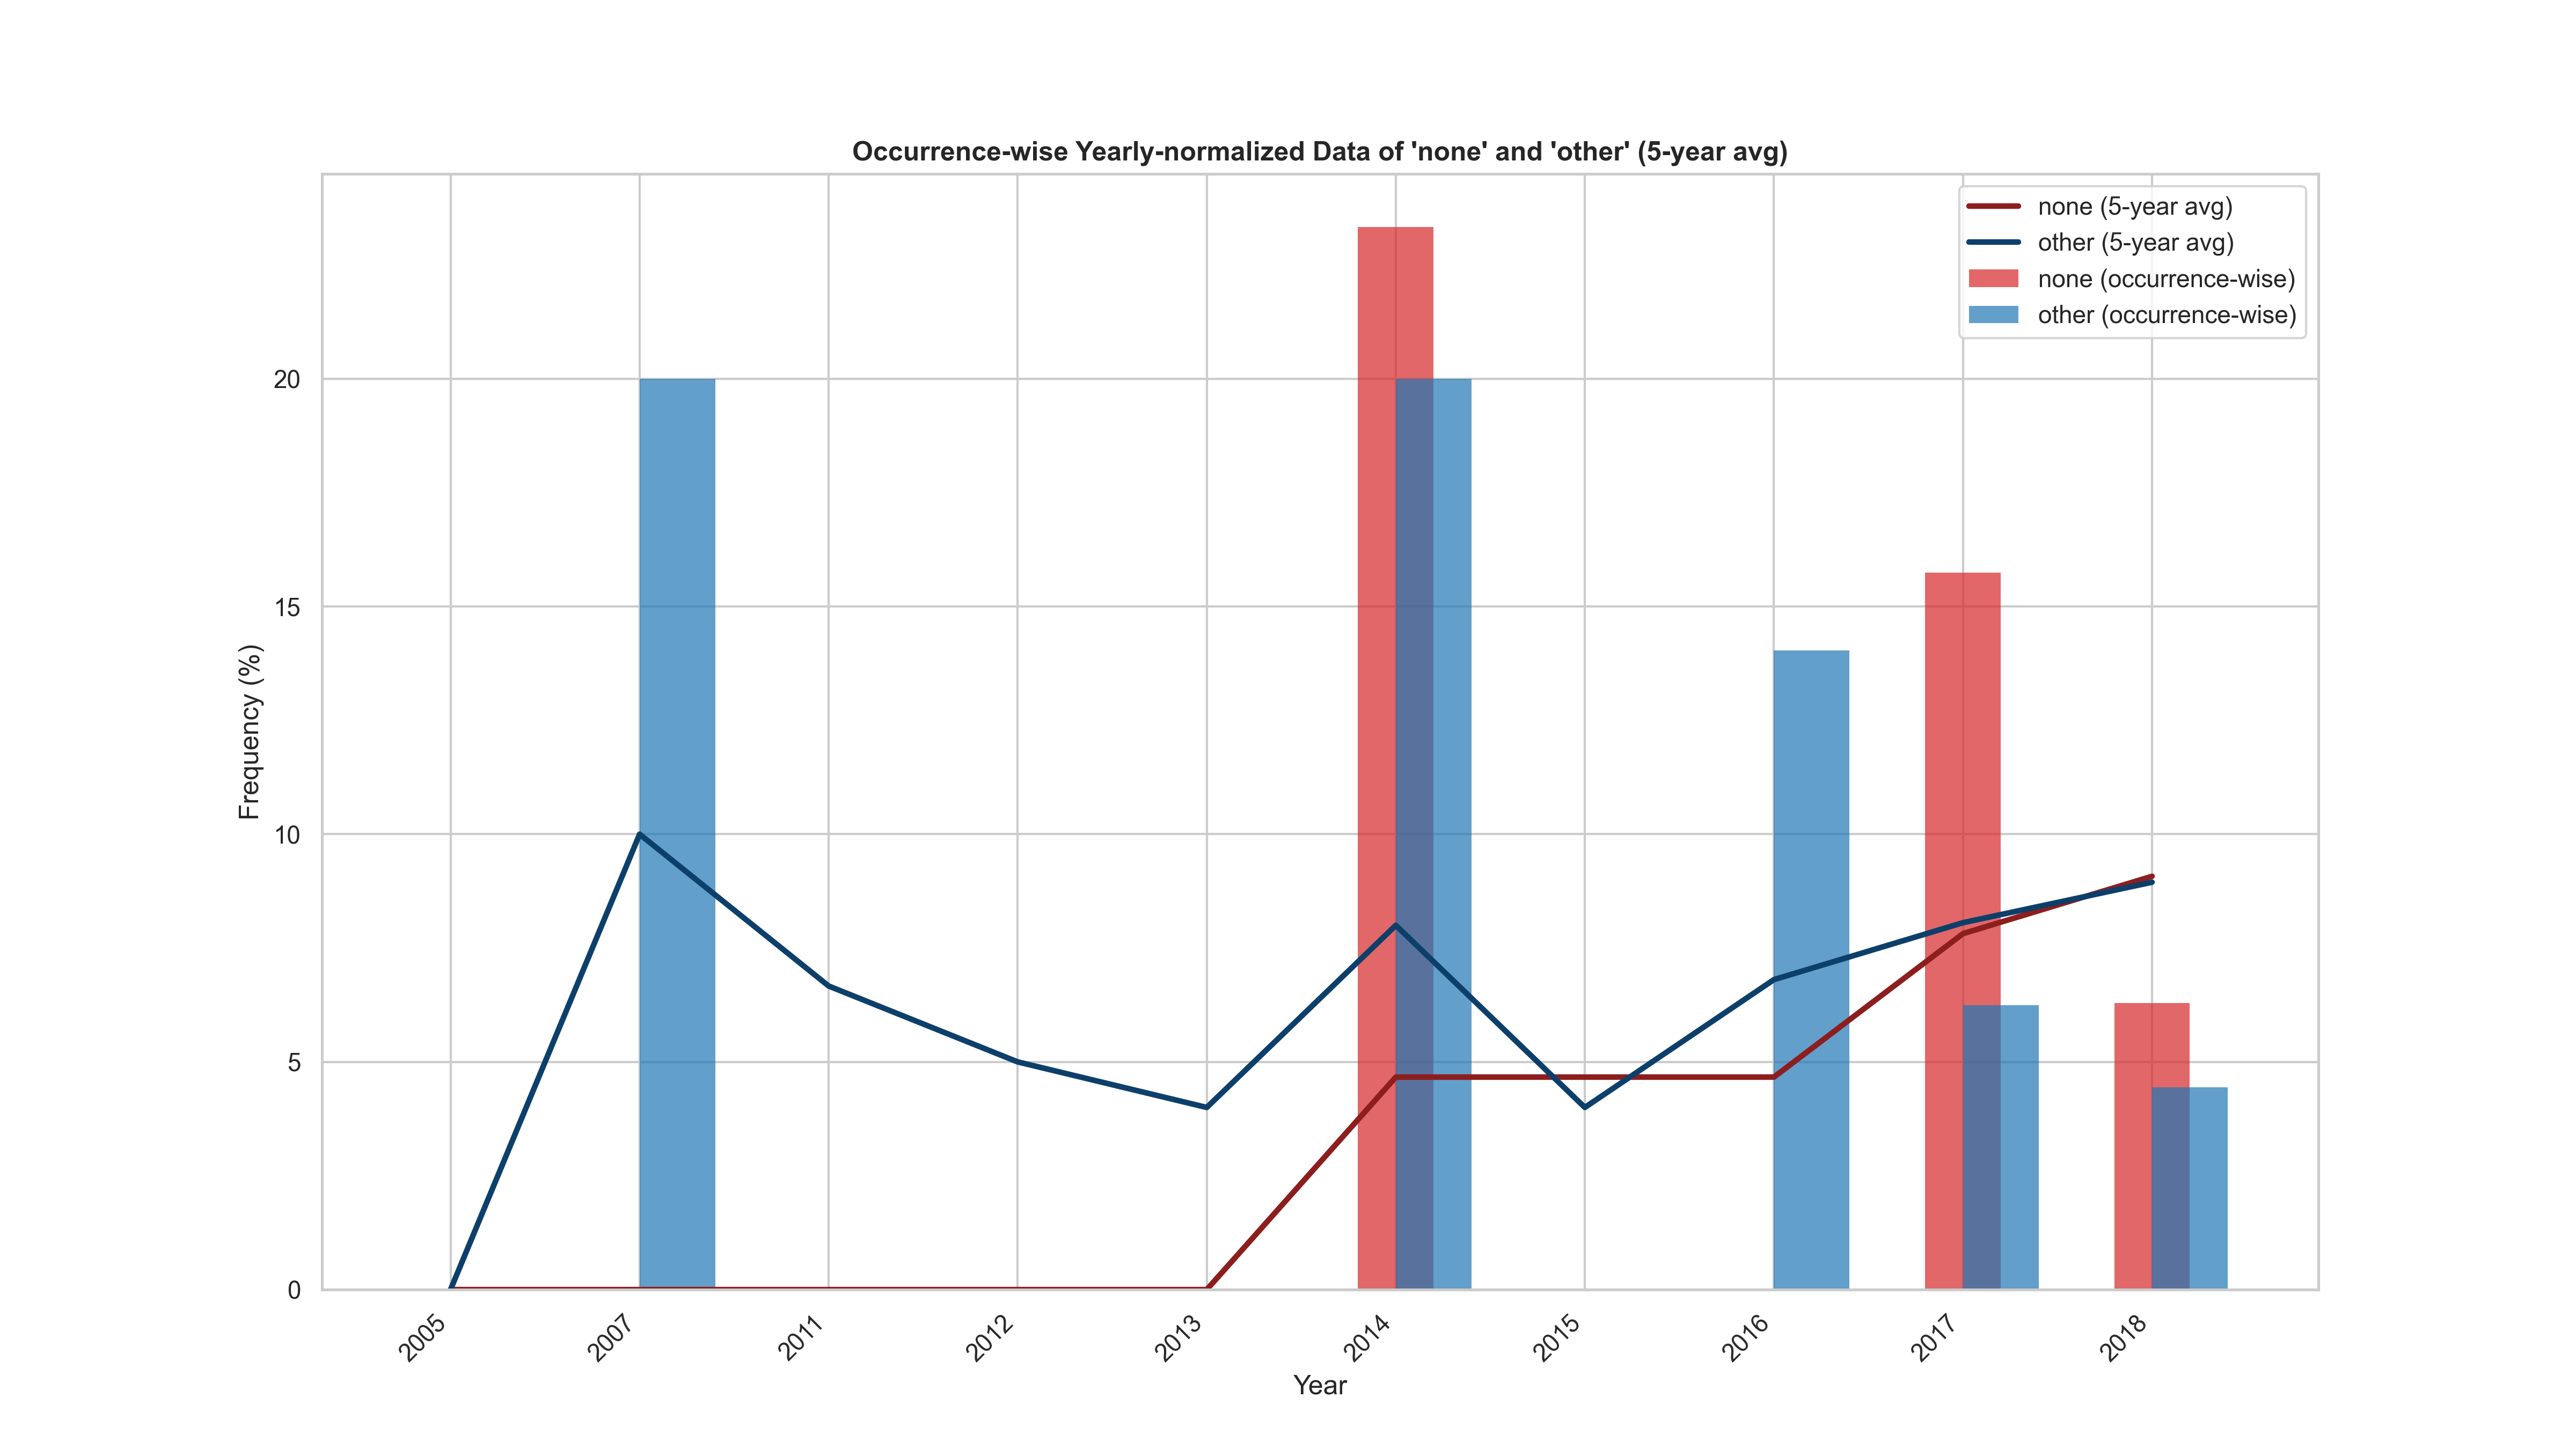 Occurrence-wise Yearly-normalized Data of 'none' and 'other' (5-year avg)
none (5-year avg)
other (5-year avg)
none (occurrence-wise)
other (occurrence-wise)
20
15
10
5
0
Frequency (%)
2005
2007
2011
2012
2013
2014
2015
2016
2017
2018
Year